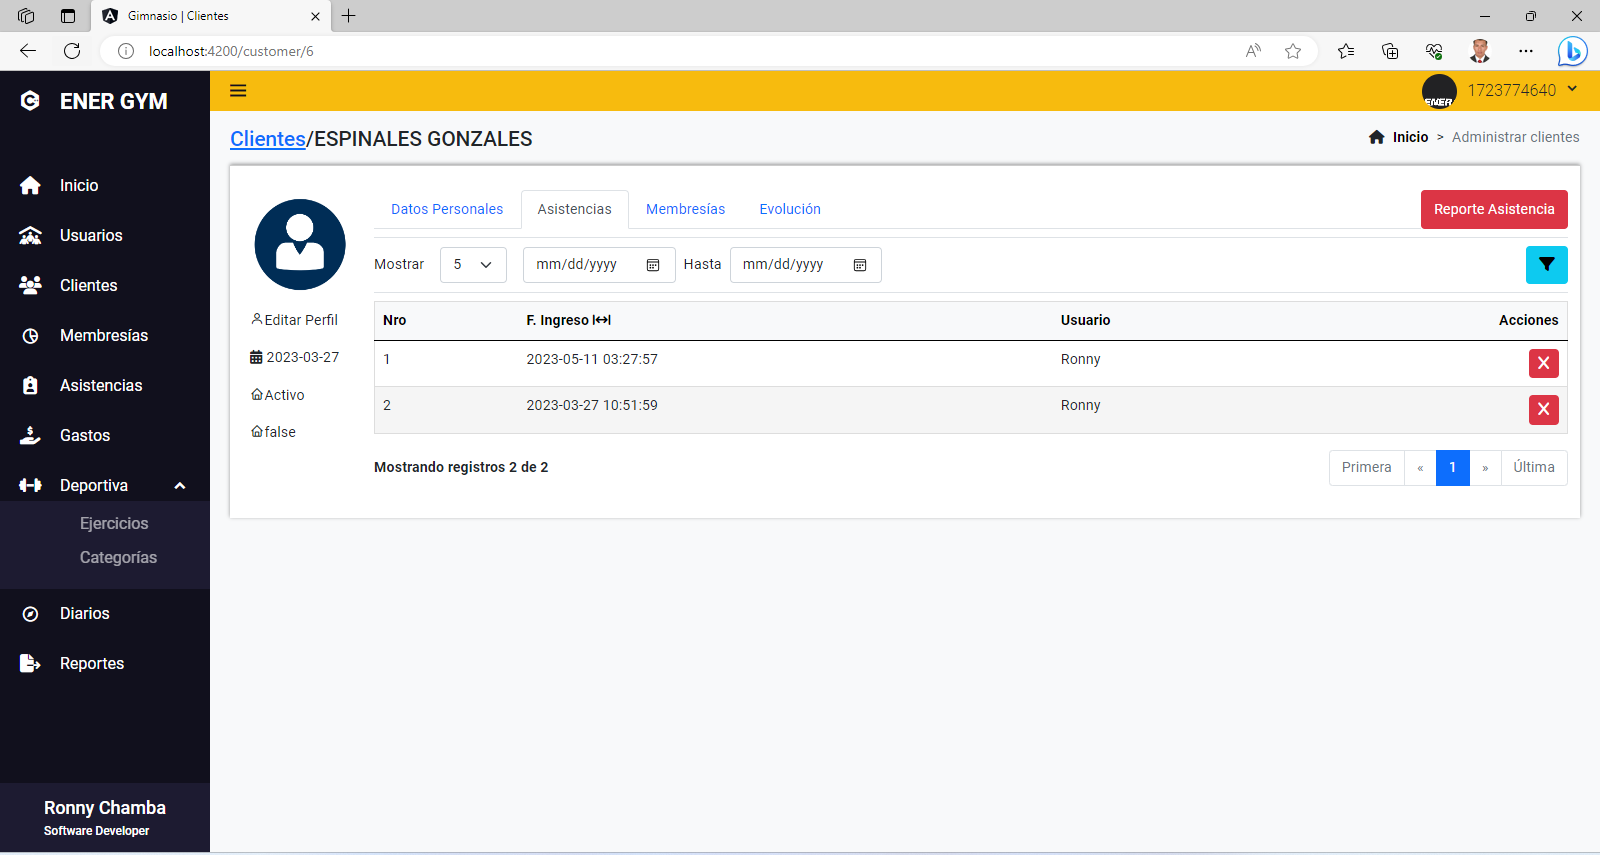 Gimnasio | Clientes
localhost:4200/customer/6
ENER GYM
ENER
1723774640
Clientes/ESPINALES GONZALES
Inicio > Administrar clientes
Inicio
Usuarios
Clientes
Membresías
Asistencias
Gastos
Deportiva
Ejercicios
Categorías
Diarios
Reportes
Ronny Chamba
Software Developer
Editar Perfil
2023-03-27
Activo
false
Datos Personales Asistencias Membresías Evolución Reporte Asistencia
Mostrar 5 mm/dd/yyyy Hasta mm/dd/yyyy
Nro F. Ingreso Usuario Acciones
1 2023-05-11 03:27:57 Ronny X
2 2023-03-27 10:51:59 Ronny X
Mostrando registros 2 de 2
Primera « 1 » Última